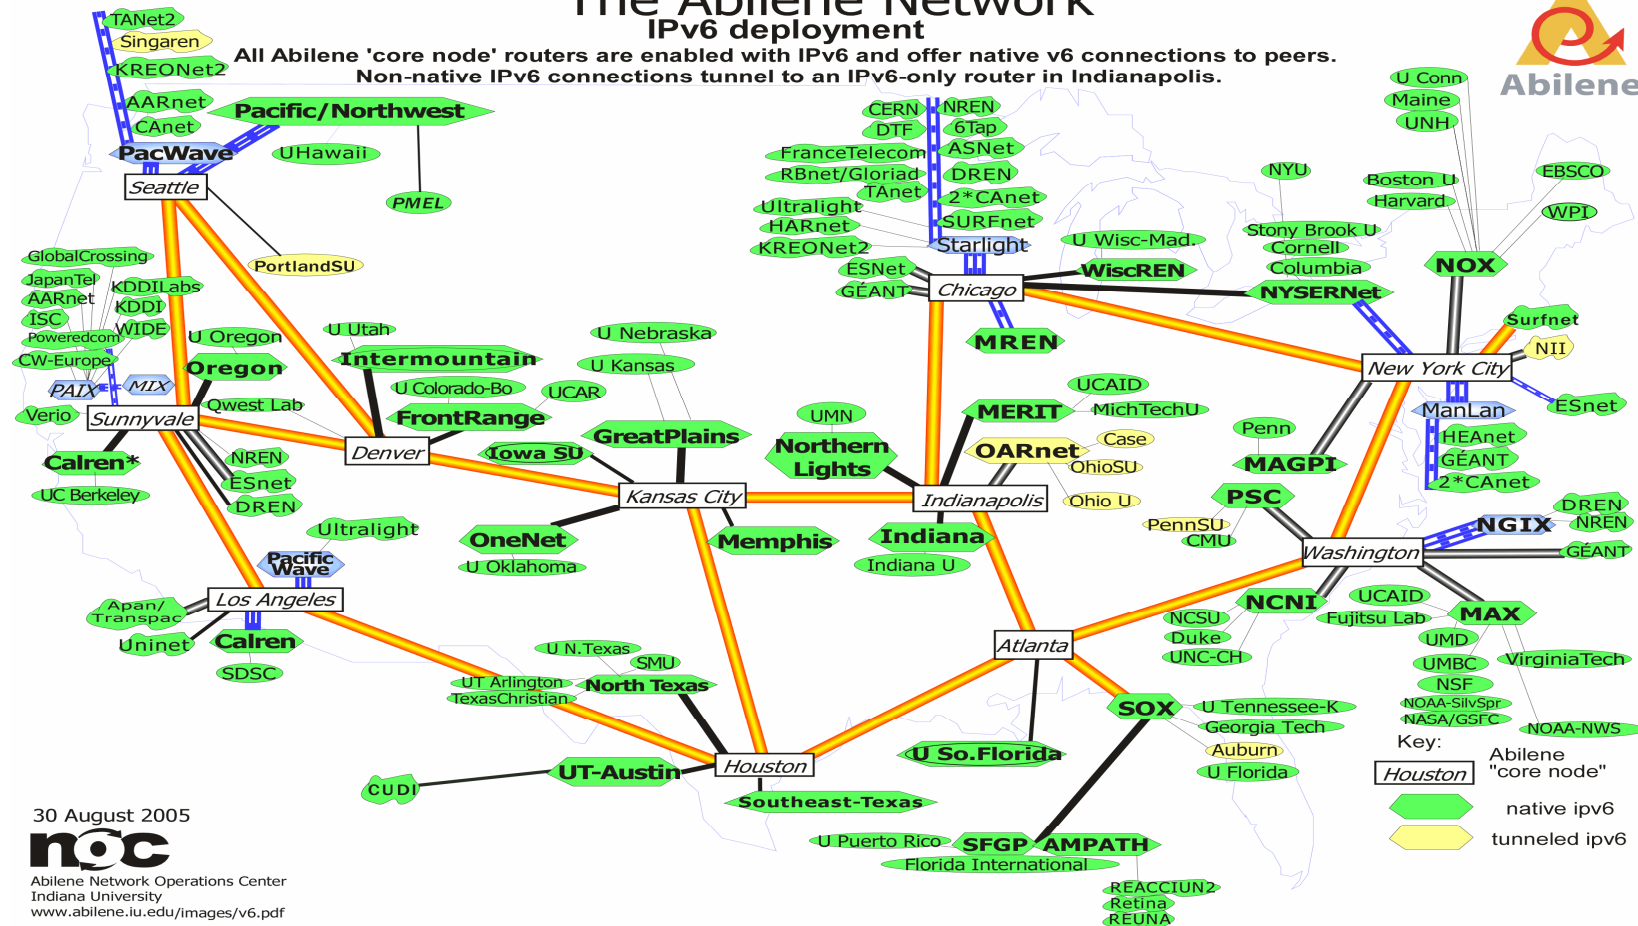 The Abilene Network
IPv6 deployment
All Abilene 'core node' routers are enabled with IPv6 and offer native v6 connections to peers.
Non-native IPv6 connections tunnel to an IPv6-only router in Indianapolis.
Abilene
TANet2
Singaren
KREONet2
AARnet
CAnet
PacWave
Pacific/Northwest
UHawaii
PMEL
Seattle
PortlandSU
GlobalCrossing
JapanTel
KDDILabs
AARnet
KDDI
ISC
WIDE
Poweredcom
CW-Europe
PAIX
MIX
Verio
Sunnyvale
U Oregon
Oregon
Qwest Lab
Calren*
UC Berkeley
NREN
ESnet
DREN
U Utah
Intermountain
U Colorado-Bo
UCAR
FrontRange
Denver
Iowa SU
U Nebraska
U Kansas
GreatPlains
Kansas City
OneNet
U Oklahoma
Memphis
Ultralight
Pacific
Wave
Los Angeles
Apan/
Transpac
Uninet
Calren
SDSC
CERN
NREN
DTF
6Tap
FranceTelecom
ASNet
RBnet/Gloriad
DREN
TAnet
2*CAnet
Ultralight
SURFnet
HARnet
KREONet2
Starlight
ESNet
GÉANT
Chicago
U Wisc-Mad.
WiscREN
MREN
NYSERNet
NYU
Stony Brook U
Cornell
Columbia
U Conn
Maine
UNH
Boston U
Harvard
EBSCO
WPI
NOX
Surfnet
NII
New York City
ESnet
ManLan
HEAnet
GÉANT
2*CAnet
UMN
Northern
Lights
MERIT
UCAID
MichTechU
OARnet
Case
OhioSU
Ohio U
Indianapolis
Indiana
Indiana U
Penn
MAGPI
PSC
PennSU
CMU
Washington
NGIX
DREN
NREN
GÉANT
NCNI
NCSU
Duke
UNC-CH
UCAID
Fujitsu Lab
MAX
UMD
UMBC
VirginiaTech
NSF
NOAA-SilvSpr
NASA/GSFC
NOAA-NWS
Atlanta
SOX
U Tennessee-K
Georgia Tech
Auburn
U Florida
U So.Florida
U N.Texas
SMU
UT Arlington
North Texas
TexasChristian
Houston
UT-Austin
CUDI
Southeast-Texas
U Puerto Rico
SFGP
AMPATH
Florida International
REACCIUN2
Retina
REUNA
Key:
Houston
Abilene
"core node"
native ipv6
tunneled ipv6
30 August 2005
noc
Abilene Network Operations Center
Indiana University
www.abilene.iu.edu/images/v6.pdf